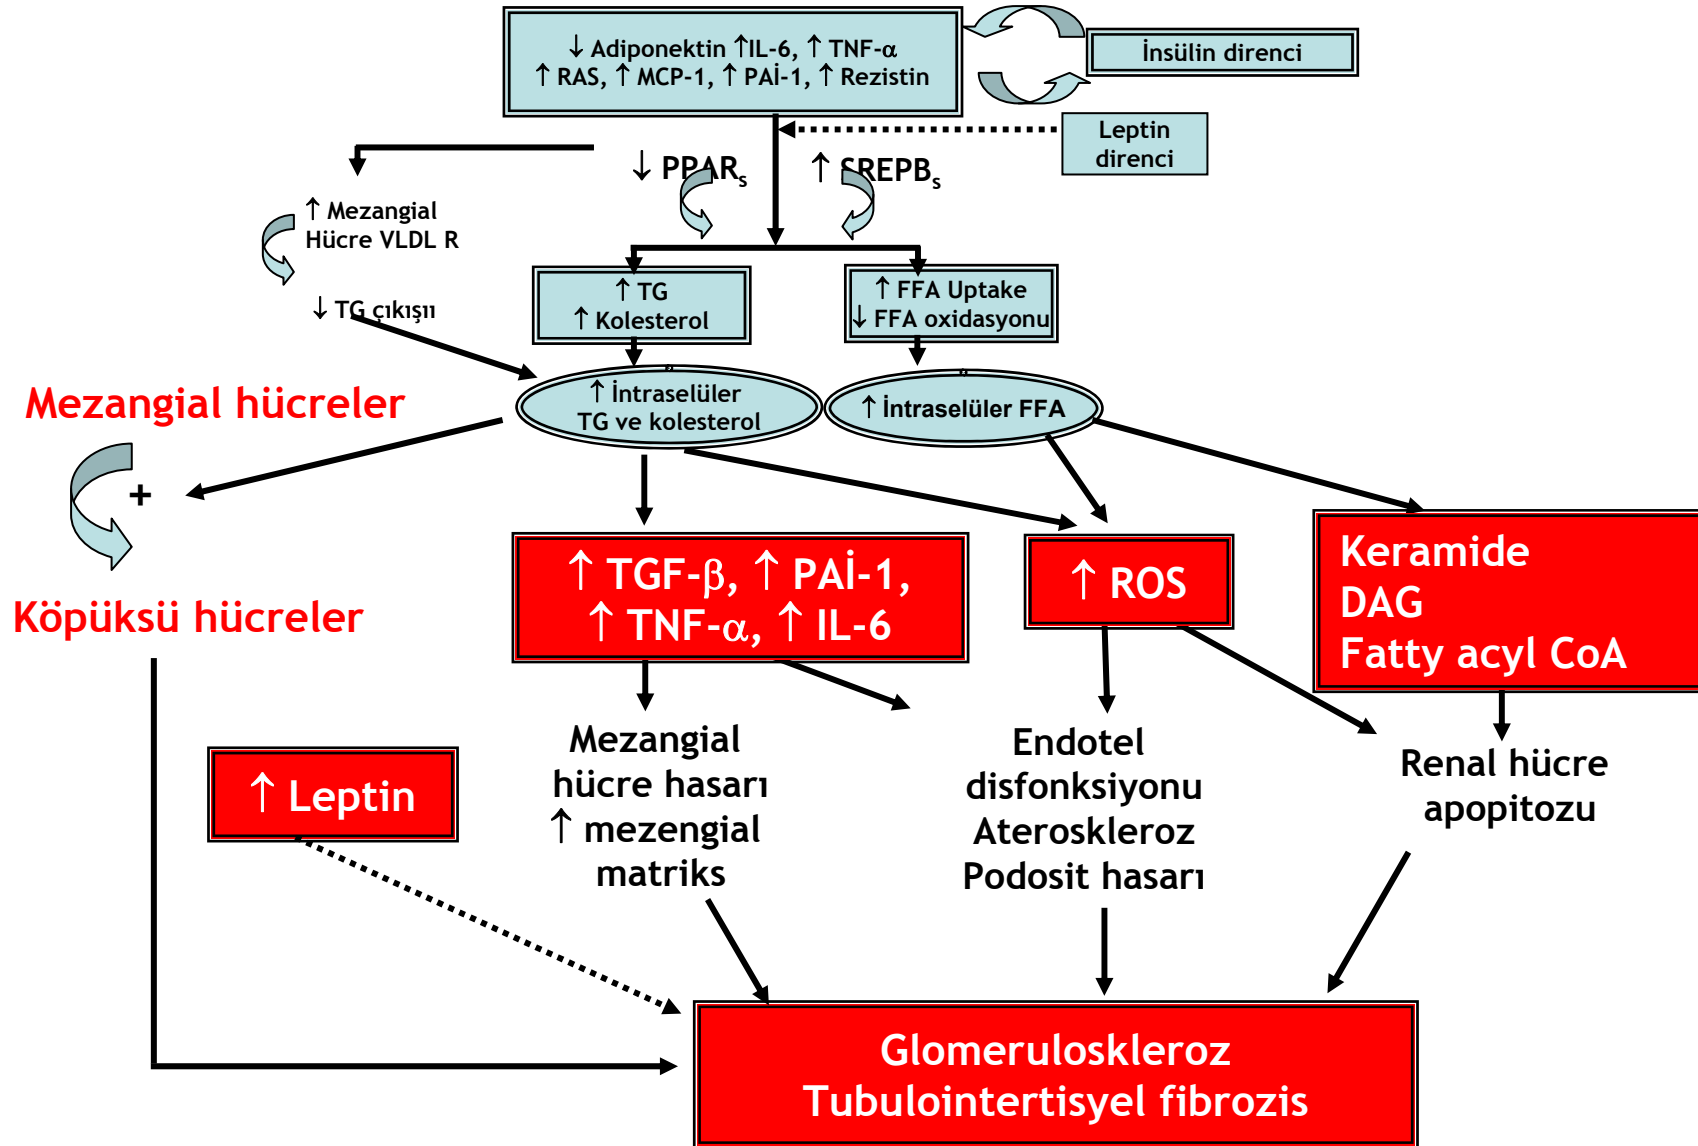 ↓ Adiponektin ↑IL-6, ↑ TNF-α
↑ RAS, ↑ MCP-1, ↑ PAİ-1, ↑ Rezistin
İnsülin direnci
Leptin
direnci
↓ PPARs
↑ SREPBs
↑ Mezangial
Hücre VLDL R
↓ TG çıkışıı
↑ TG
↑ Kolesterol
↑ FFA Uptake
↓ FFA oxidasyonu
Mezangial hücreler
↑ İntraselüler
TG ve kolesterol
↑ İntraselüler FFA
+
Köpüksü hücreler
↑ TGF-β, ↑ PAİ-1,
↑ TNF-α, ↑ IL-6
↑ ROS
Keramide
DAG
Fatty acyl CoA
↑ Leptin
Mezangial
hücre hasarı
↑ mezengial
matriks
Endotel
disfonksiyonu
Ateroskleroz
Podosit hasarı
Renal hücre
apopitozu
Glomeruloskleroz
Tubulointertisyel fibrozis